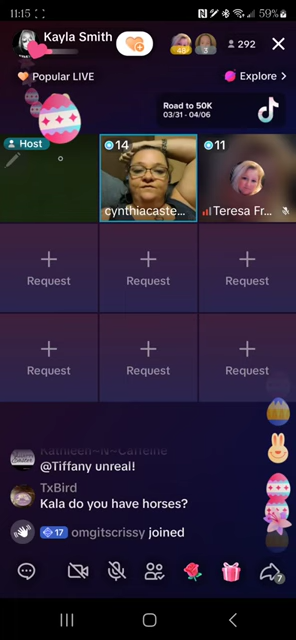 11:15
59%
Kayla Smith
292
Popular LIVE
Explore >
Road to 50K
03/31 - 04/06
Host
14
11
cynthiacaste...
Teresa Fr...
Request
Request
Request
Request
Request
Request
Kathleen~N~Caffeine
@Tiffany unreal!
TxBird
Kala do you have horses?
17 omgitscrissy joined
7